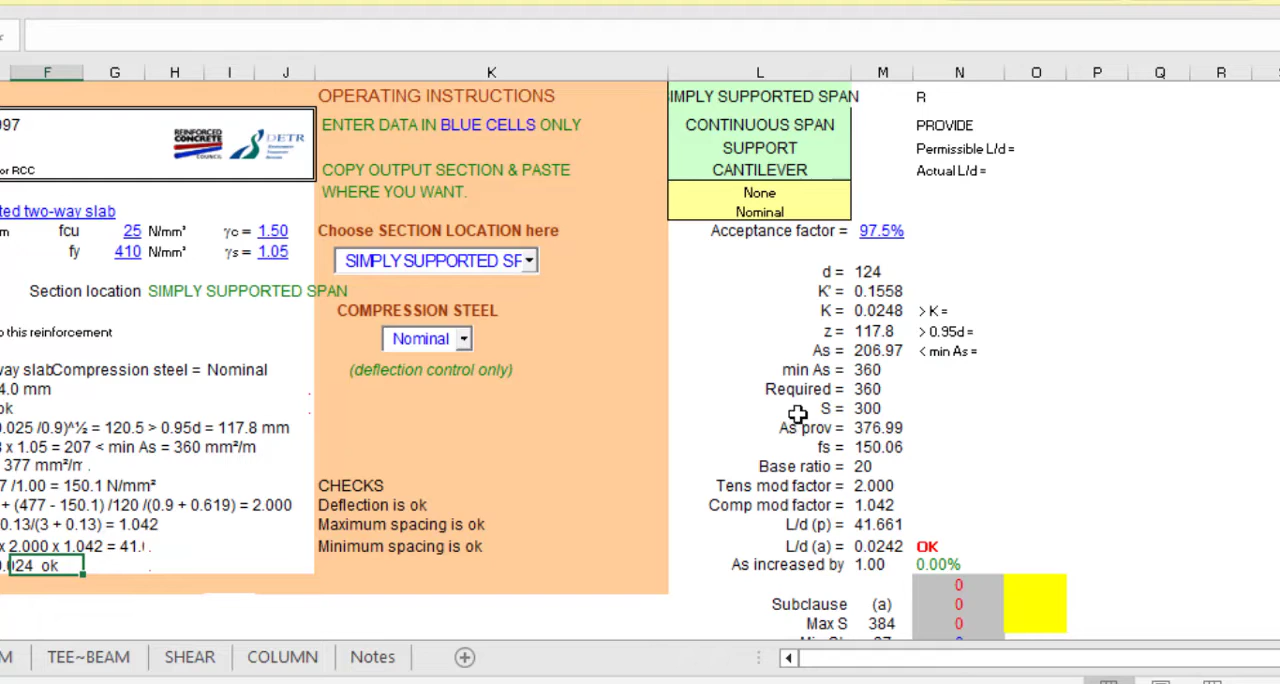 F G H I J K L M N O P Q R
OPERATING INSTRUCTIONS IMPLY SUPPORTED SPAN R
097 REINFORCED CONCRETE COUNCIL DETR ENTER DATA IN BLUE CELLS ONLY CONTINUOUS SPAN PROVIDE
SUPPORT Permissible L/d =
or RCC COPY OUTPUT SECTION & PASTE CANTILEVER Actual L/d =
WHERE YOU WANT. None
ted two-way slab Nominal
m fcu 25 N/mm² γc = 1.50 Choose SECTION LOCATION here Acceptance factor = 97.5%
fy 410 N/mm² γs = 1.05
SIMPLY SUPPORTED SF
d = 124
Section location SIMPLY SUPPORTED SPAN K' = 0.1558
COMPRESSION STEEL K = 0.0248 > K =
o this reinforcement z = 117.8 > 0.95d =
Nominal
As = 206.97 < min As =
way slabCompression steel = Nominal (deflection control only) min As = 360
4.0 mm . Required = 360
ok . S = 300
0.025 /0.9)^½ = 120.5 > 0.95d = 117.8 mm As prov = 376.99
x 1.05 = 207 < min As = 360 mm²/m fs = 150.06
377 mm²/m . Base ratio = 20
7 /1.00 = 150.1 N/mm² CHECKS Tens mod factor = 2.000
+ (477 - 150.1) /120 /(0.9 + 0.619) = 2.000 Deflection is ok Comp mod factor = 1.042
0.13/(3 + 0.13) = 1.042 Maximum spacing is ok L/d (p) = 41.661
x 2.000 x 1.042 = 41. . Minimum spacing is ok L/d (a) = 0.0242 OK
0.024 ok . As increased by 1.00 0.00%
0
Subclause (a) 0
Max S 384 0
M TEE~BEAM SHEAR COLUMN Notes